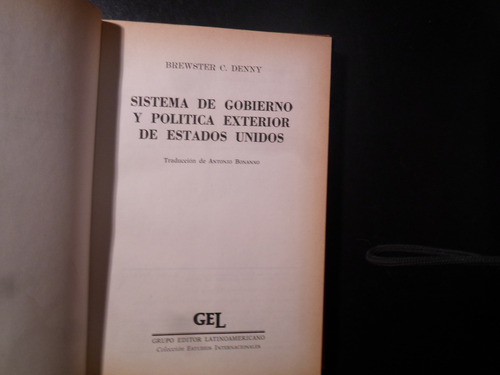 BREWSTER C. DENNY
SISTEMA DE GOBIERNO
Y POLITICA EXTERIOR
DE ESTADOS UNIDOS
Traducción de Antonio Bonanno
GEL
GRUPO EDITOR LATINOAMERICANO
Colección Estudios Internacionales